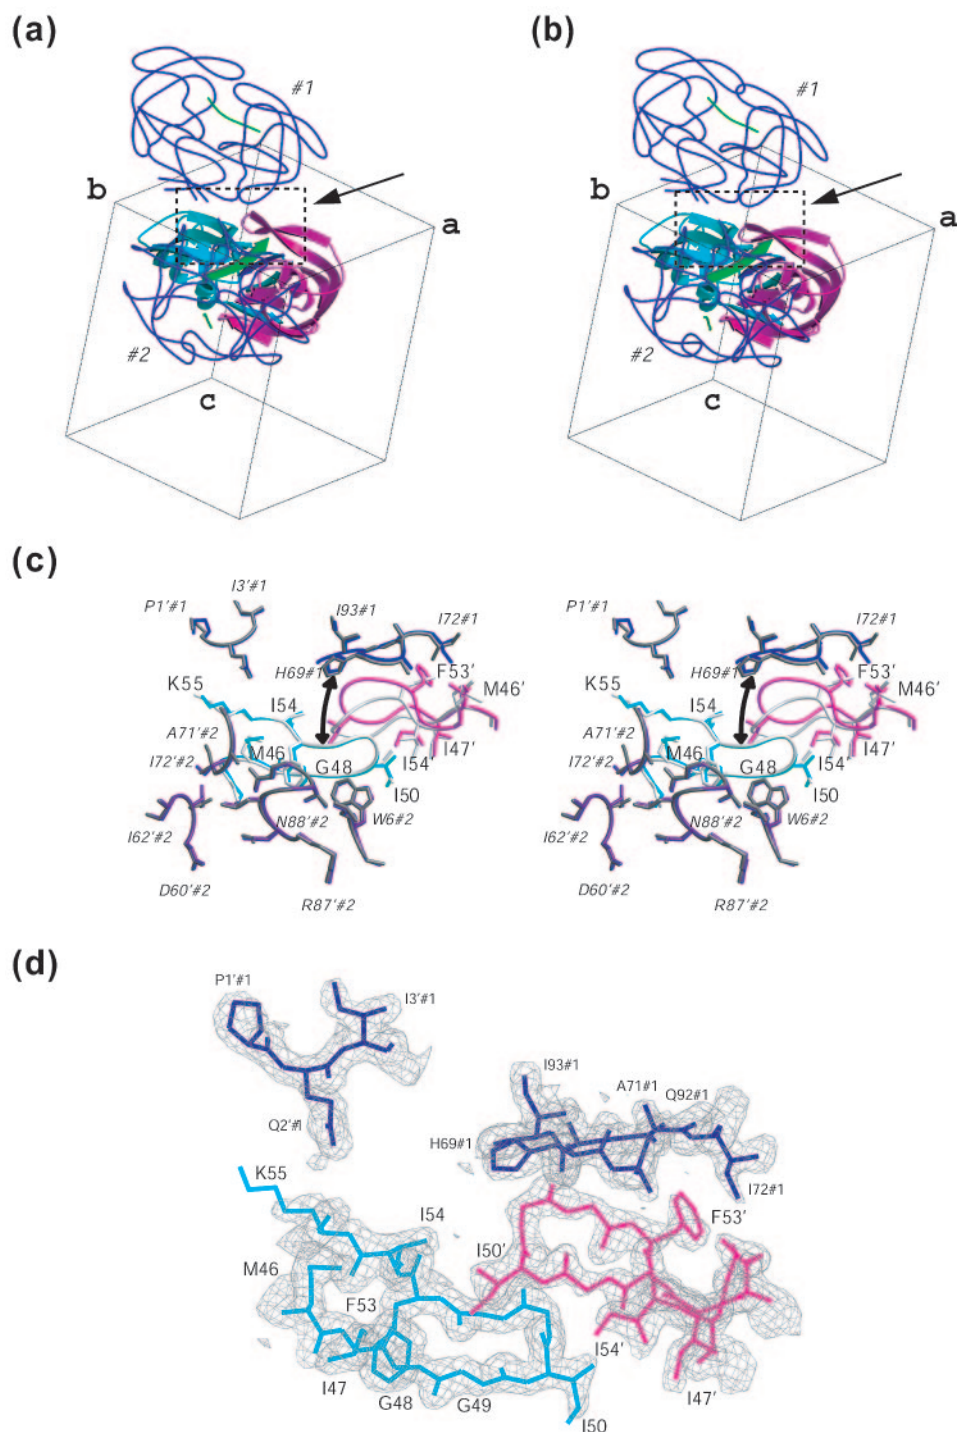 (a)
(b)
#1
#1
b
b
a
a
#2
#2
c
c
(c)
I3'#1
P1'#1
I93#1
I72#1
H69#1
F53'
K55
M46'
I54
A71'#2
M46
I47'
I72'#2
G48
I54'
I50
I62'#2
N88'#2
W6#2
D60'#2
R87'#2
P1'#1
I93#1
I72#1
H69#1
F53'
K55
M46'
I54
A71'#2
M46
I47'
I72'#2
G48
I54'
I50
I62'#2
N88'#2
W6#2
D60'#2
R87'#2
(d)
P1'#1
I3'#1
I93#1
A71#1
Q92#1
Q2'#1
H69#1
K55
I72#1
I54
F53'
I50'
M46
F53
I54'
I47
G48
G49
I47'
I50